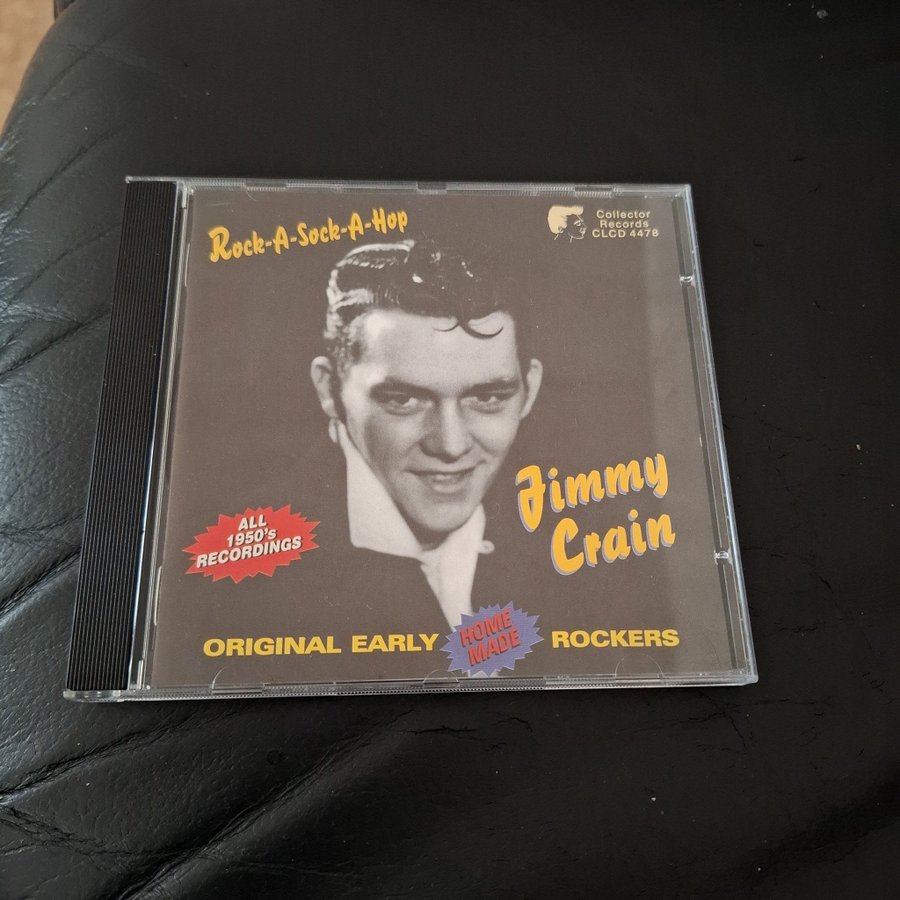 Rock-A-Sock-A-Hop
Collector
Records
CLCD 4478
Jimmy
Crain
ALL
1950's
RECORDINGS
ORIGINAL EARLY HOME MADE ROCKERS